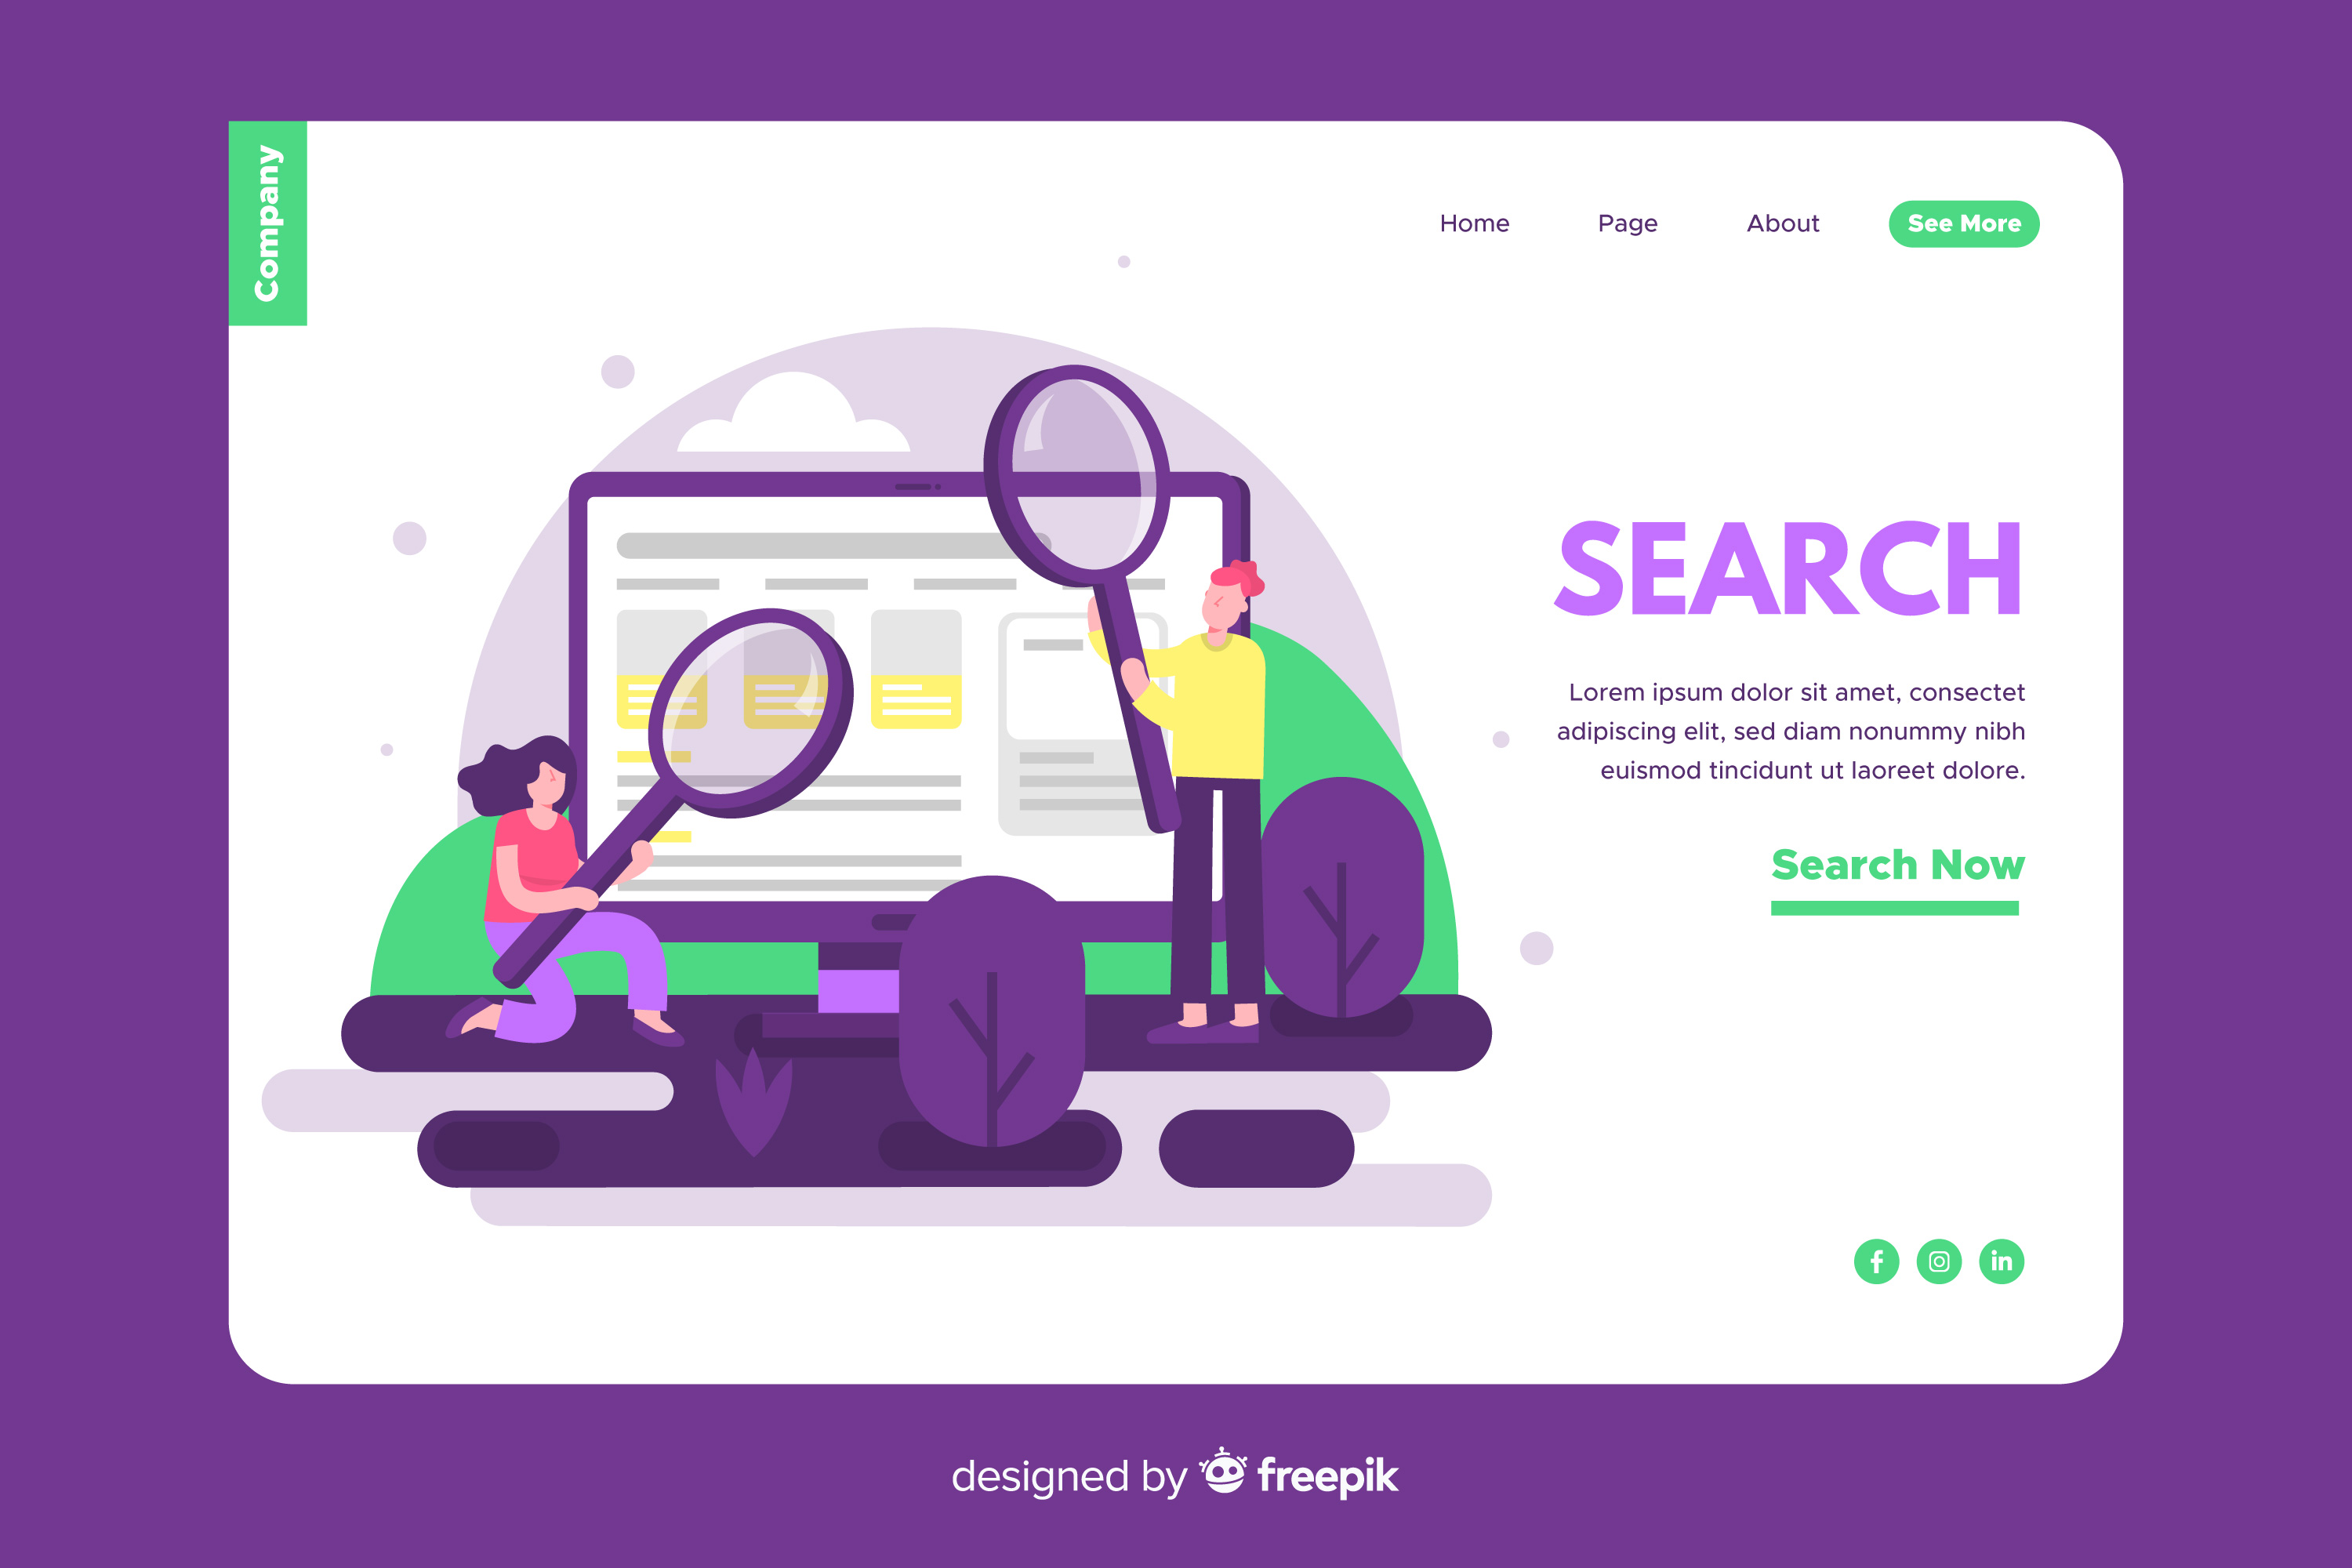 Company
Home Page About See More
SEARCH
Lorem ipsum dolor sit amet, consectet
adipiscing elit, sed diam nonummy nibh
euismod tincidunt ut laoreet dolore.
Search Now
f in
designed by freepik